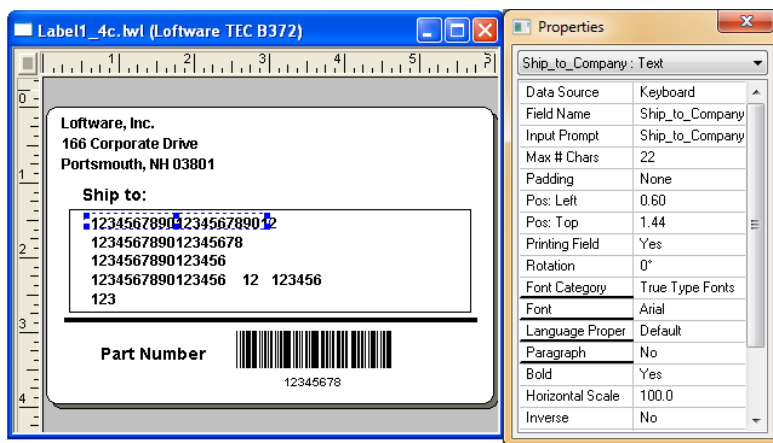 Label1_4c.lwl (Loftware TEC B372)
1 2 3 4 5 6
0
1
2
3
4
Loftware, Inc.
166 Corporate Drive
Portsmouth, NH 03801
Ship to:
1234567890123456789012
123456789012345678
1234567890123456
1234567890123456 12 123456
123
Part Number
12345678
Properties
Ship_to_Company : Text
Data Source Keyboard
Field Name Ship_to_Company
Input Prompt Ship_to_Company
Max # Chars 22
Padding None
Pos: Left 0.60
Pos: Top 1.44
Printing Field Yes
Rotation 0°
Font Category True Type Fonts
Font Arial
Language Proper Default
Paragraph No
Bold Yes
Horizontal Scale 100.0
Inverse No